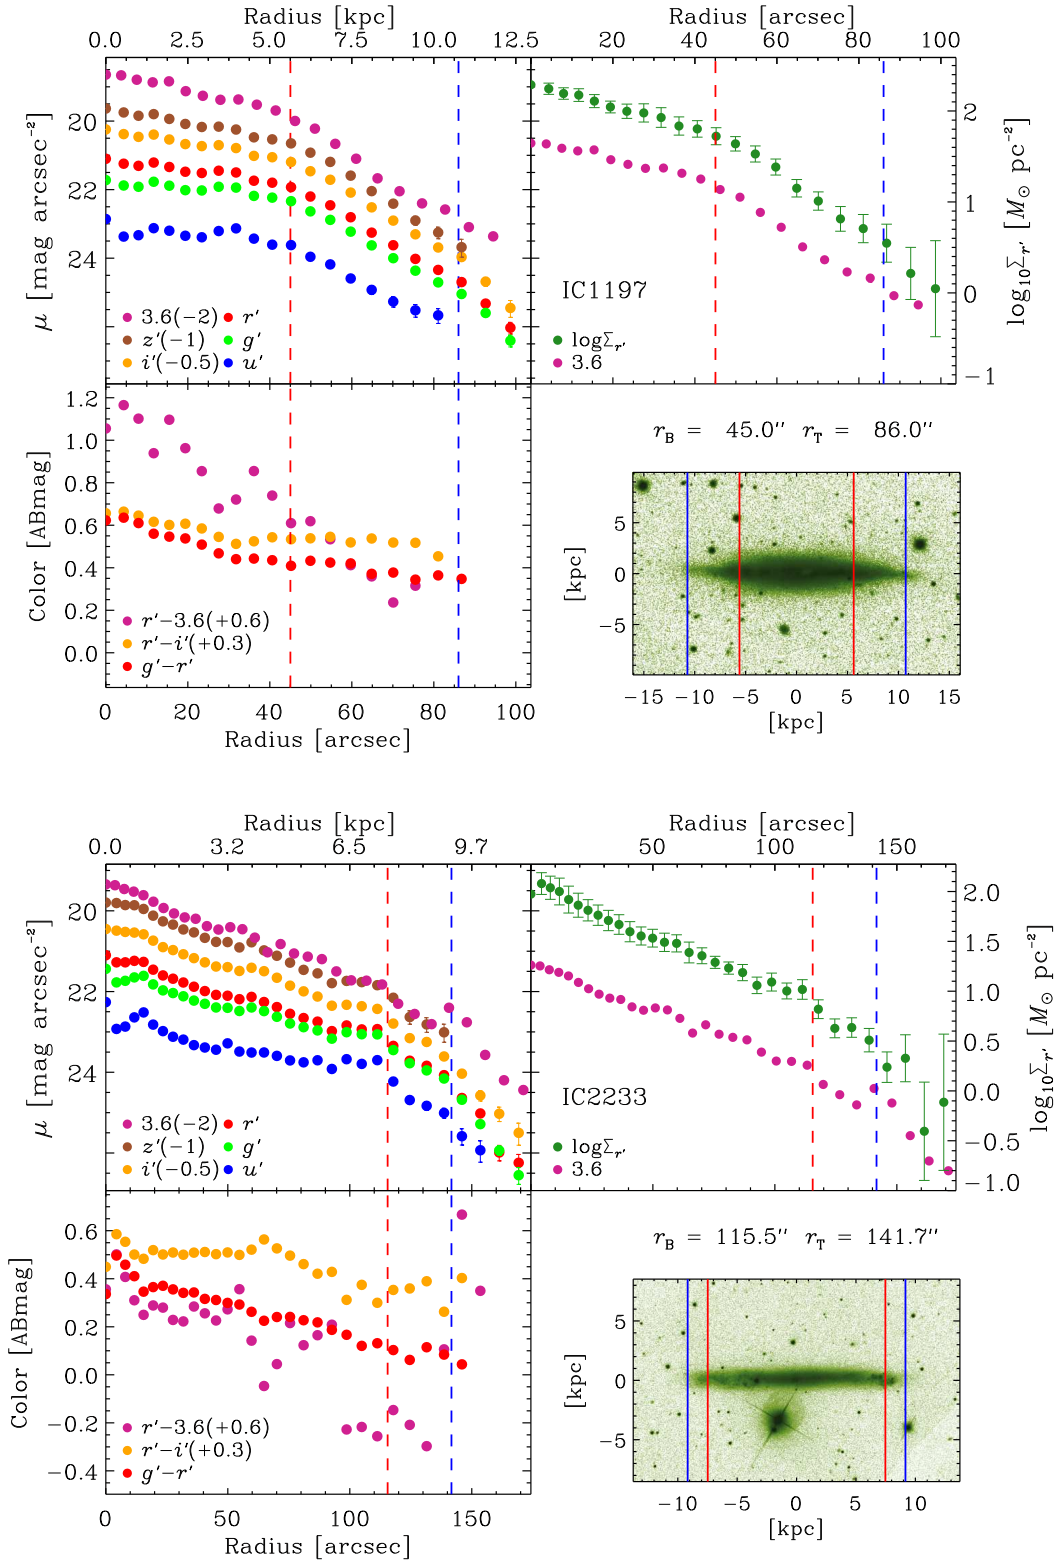 Radius [kpc]
Radius [arcsec]
0.0 2.5 5.0 7.5 10.0 12.5
20 40 60 80 100
μ [mag arcsec⁻²]
20
22
24
3.6(−2) r′
z′(−1) g′
i′(−0.5) u′
IC1197
logΣr′
3.6
2
1
0
−1
log₁₀Σr′ [M⊙ pc⁻²]
Color [ABmag]
1.2
1.0
0.8
0.6
0.4
0.2
0.0
r′−3.6(+0.6)
r′−i′(+0.3)
g′−r′
0 20 40 60 80 100
Radius [arcsec]
rB = 45.0″ rT = 86.0″
[kpc]
5
0
−5
−15 −10 −5 0 5 10 15
[kpc]
Radius [kpc]
Radius [arcsec]
0.0 3.2 6.5 9.7
50 100 150
μ [mag arcsec⁻²]
20
22
24
3.6(−2) r′
z′(−1) g′
i′(−0.5) u′
IC2233
logΣr′
3.6
2.0
1.5
1.0
0.5
0.0
−0.5
−1.0
log₁₀Σr′ [M⊙ pc⁻²]
Color [ABmag]
0.6
0.4
0.2
0.0
−0.2
−0.4
r′−3.6(+0.6)
r′−i′(+0.3)
g′−r′
0 50 100 150
Radius [arcsec]
rB = 115.5″ rT = 141.7″
[kpc]
5
0
−5
−10 −5 0 5 10
[kpc]